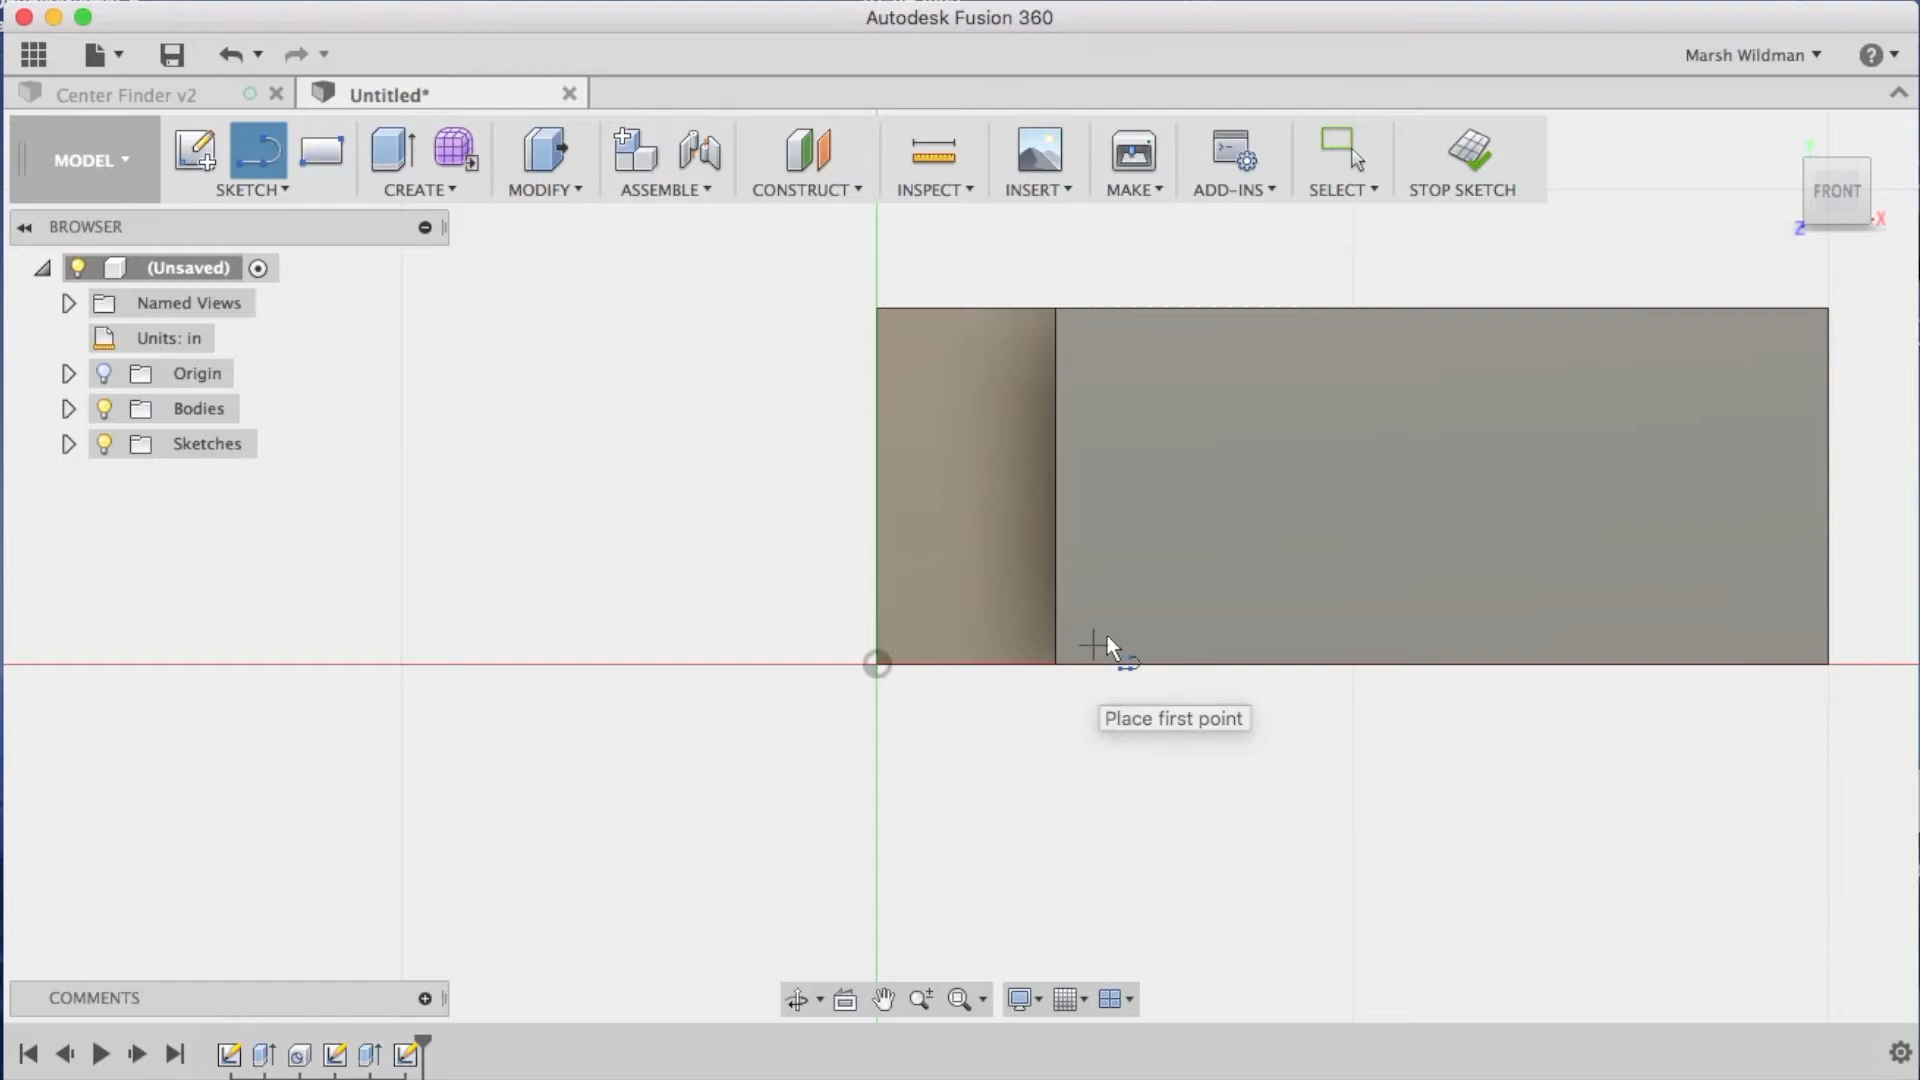 Autodesk Fusion 360
Marsh Wildman
Center Finder v2
Untitled*
MODEL
SKETCH
CREATE
MODIFY
ASSEMBLE
CONSTRUCT
INSPECT
INSERT
MAKE
ADD-INS
SELECT
STOP SKETCH
FRONT
X
Z
BROWSER
(Unsaved)
Named Views
Units: in
Origin
Bodies
Sketches
Place first point
COMMENTS